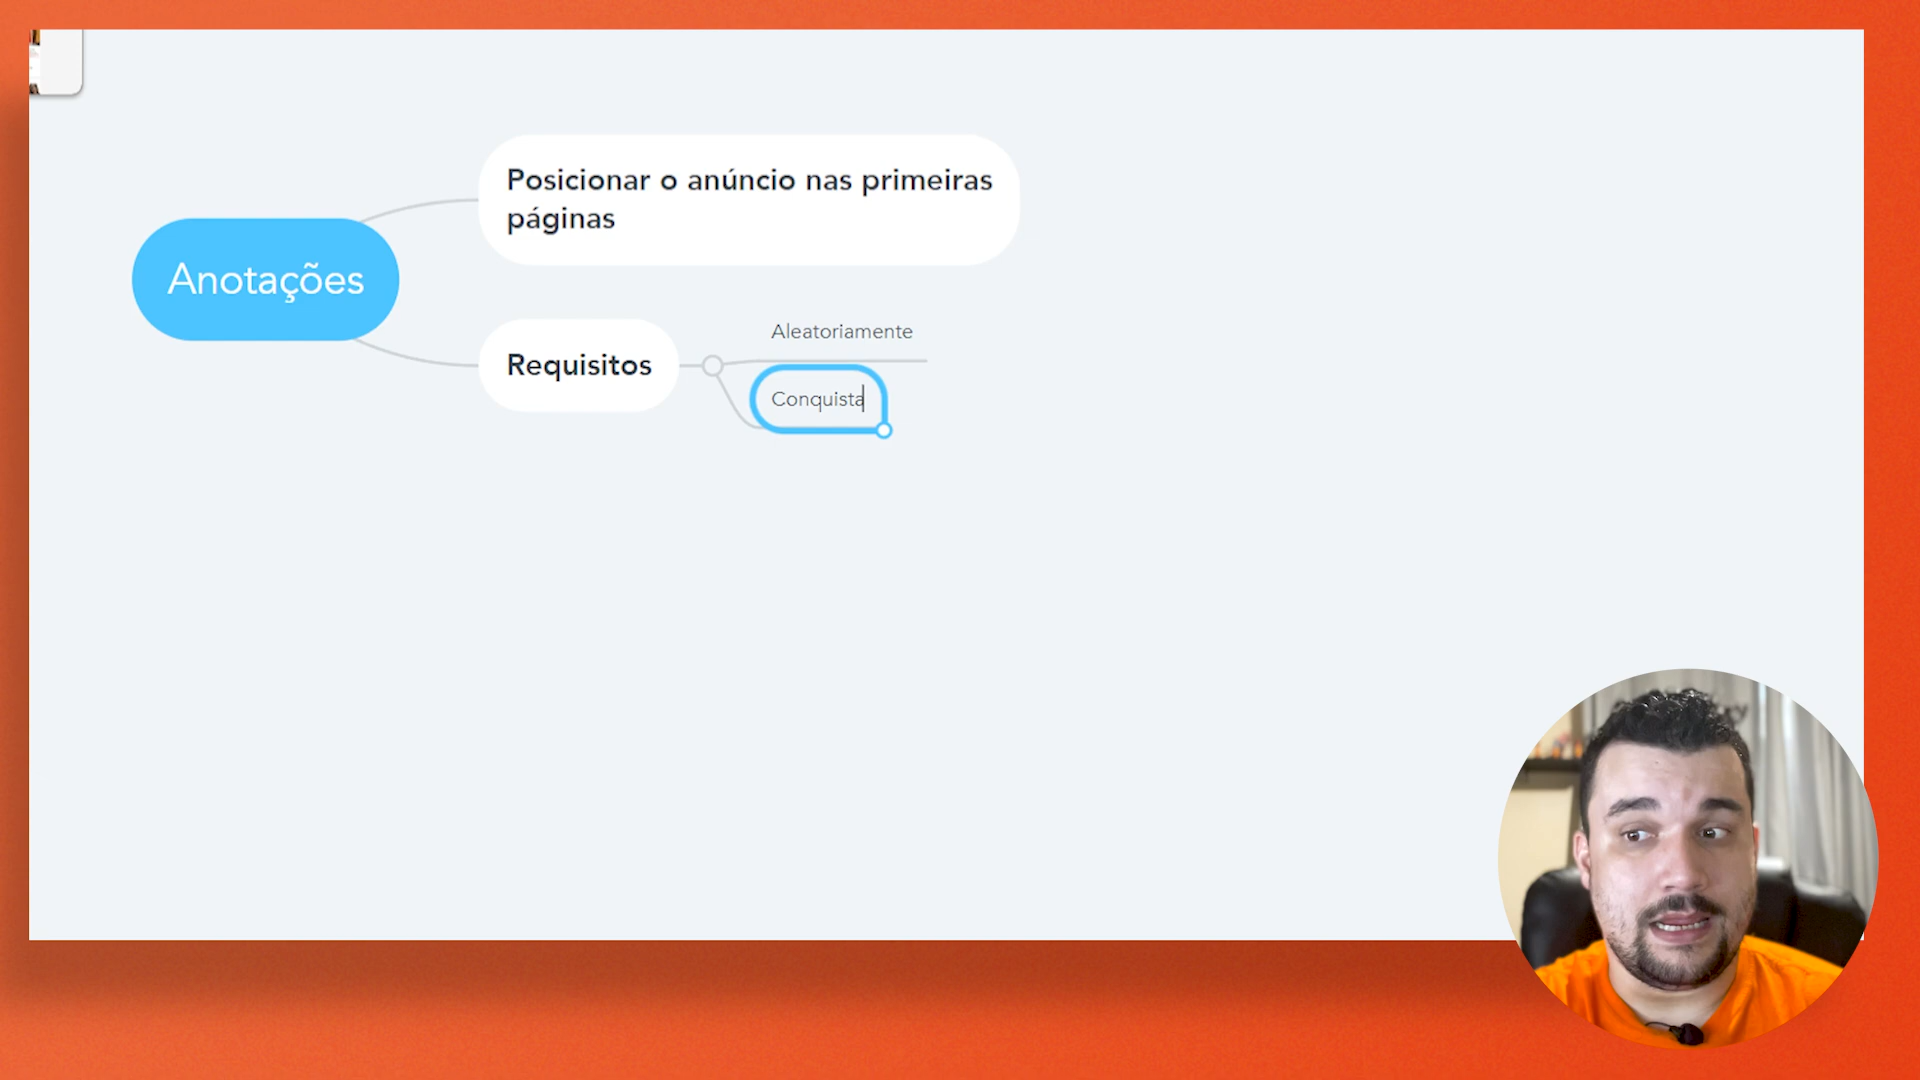 Posicionar o anúncio nas primeiras
páginas
Anotações
Requisitos
Aleatoriamente
Conquista